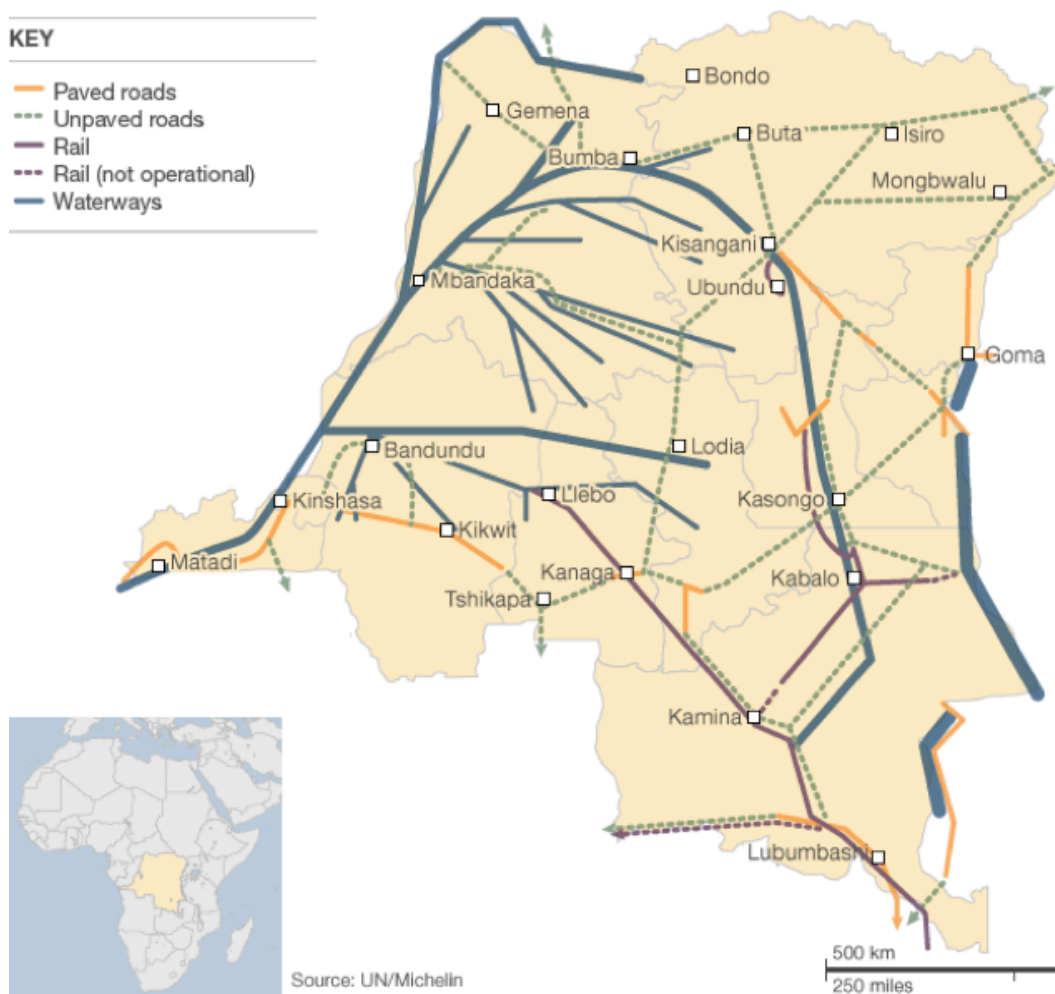 KEY
Paved roads
Unpaved roads
Rail
Rail (not operational)
Waterways
Bondo
Gemena
Buta
Isiro
Bumba
Mongbwalu
Kisangani
Mbandaka
Ubundu
Goma
Bandundu
Lodia
Kinshasa
Llebo
Kasongo
Kikwit
Matadi
Kanaga
Kabalo
Tshikapa
Kamina
Lubumbashi
500 km
250 miles
Source: UN/Michelin